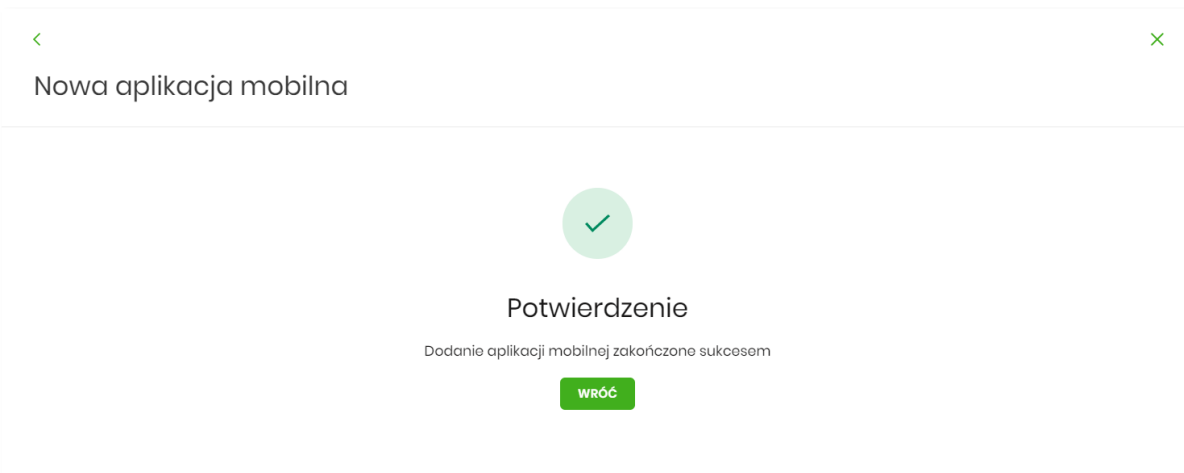 Nowa aplikacja mobilna
Potwierdzenie
Dodanie aplikacji mobilnej zakończone sukcesem
WRÓĆ